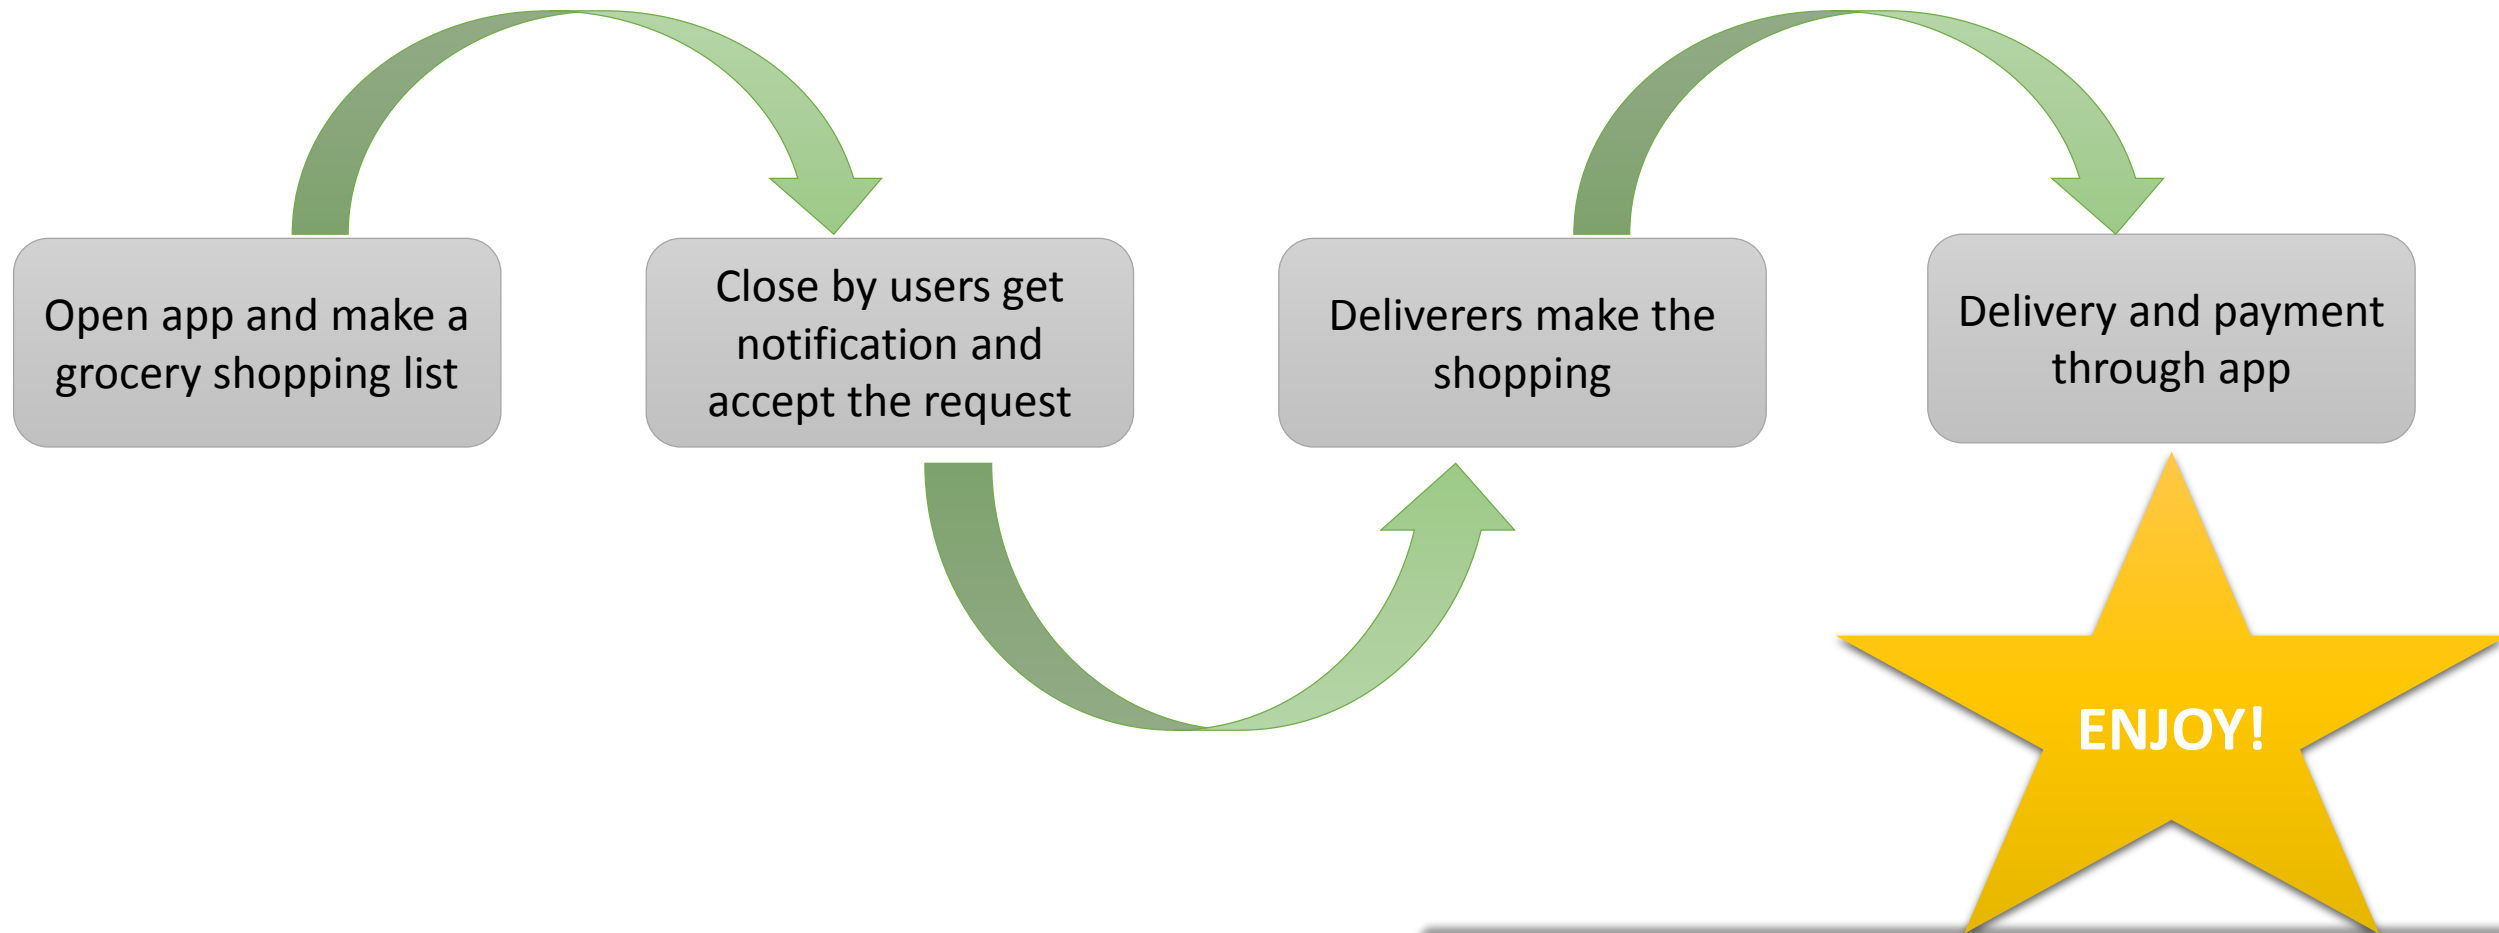 Open app and make a
grocery shopping list
Close by users get
notification and
accept the request
Deliverers make the
shopping
Delivery and payment
through app
ENJOY!